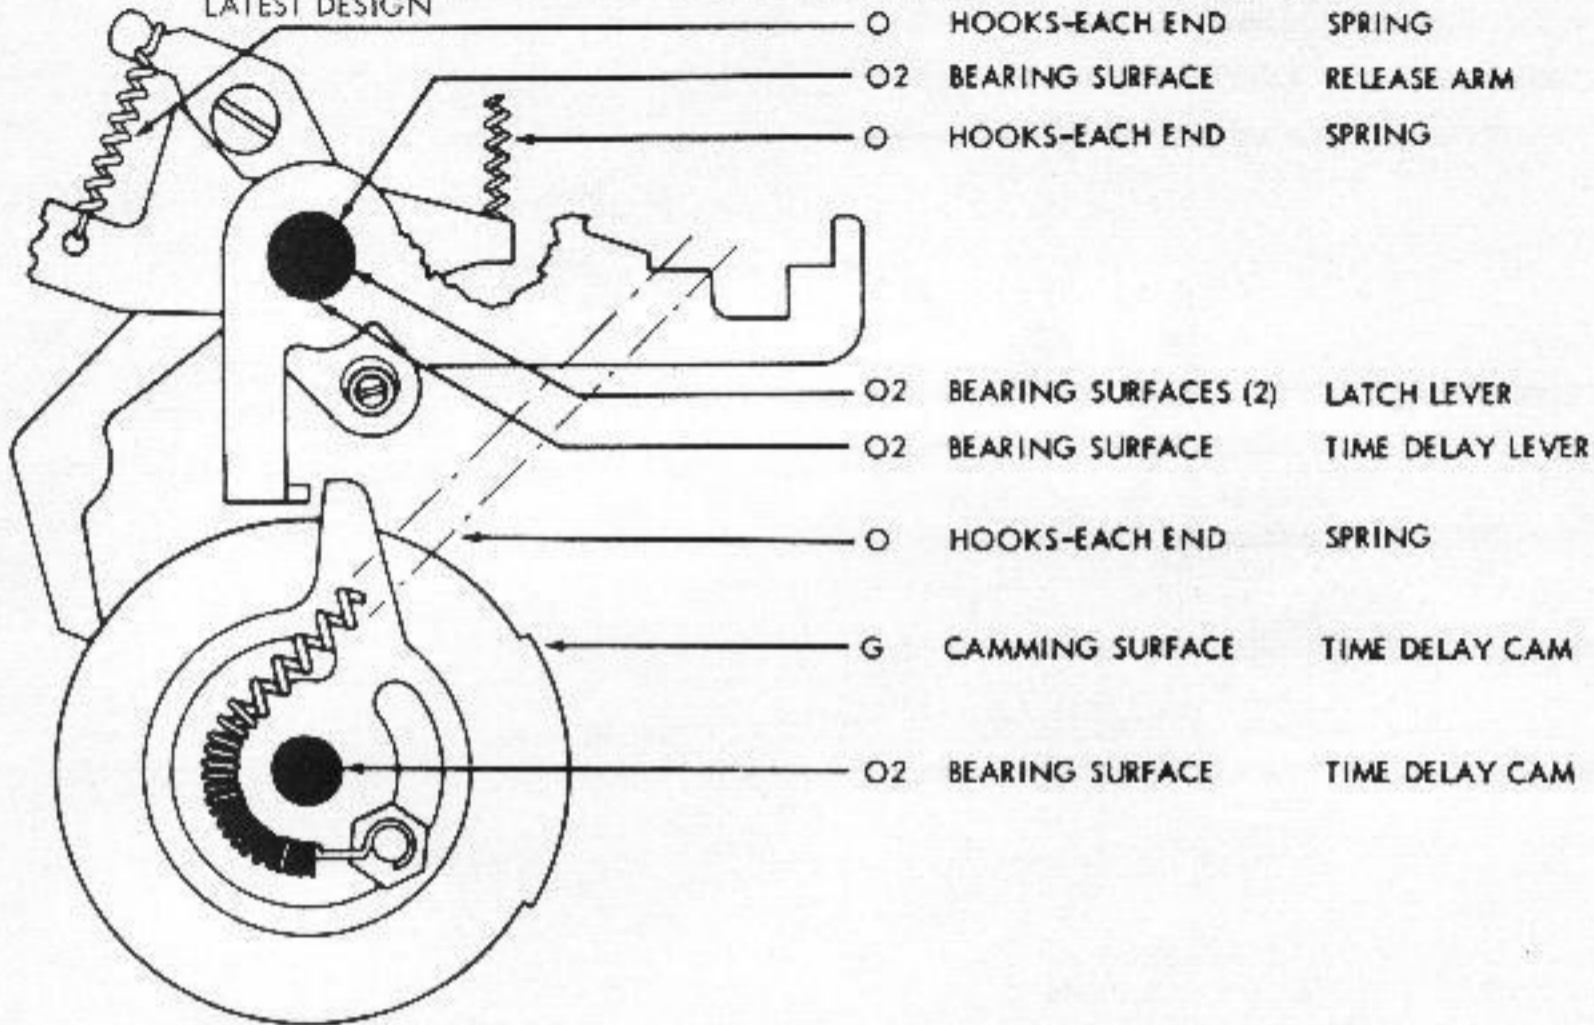 LATEST DESIGN
O HOOKS-EACH END SPRING
O2 BEARING SURFACE RELEASE ARM
O HOOKS-EACH END SPRING
O2 BEARING SURFACES (2) LATCH LEVER
O2 BEARING SURFACE TIME DELAY LEVER
O HOOKS-EACH END SPRING
G CAMMING SURFACE TIME DELAY CAM
O2 BEARING SURFACE TIME DELAY CAM